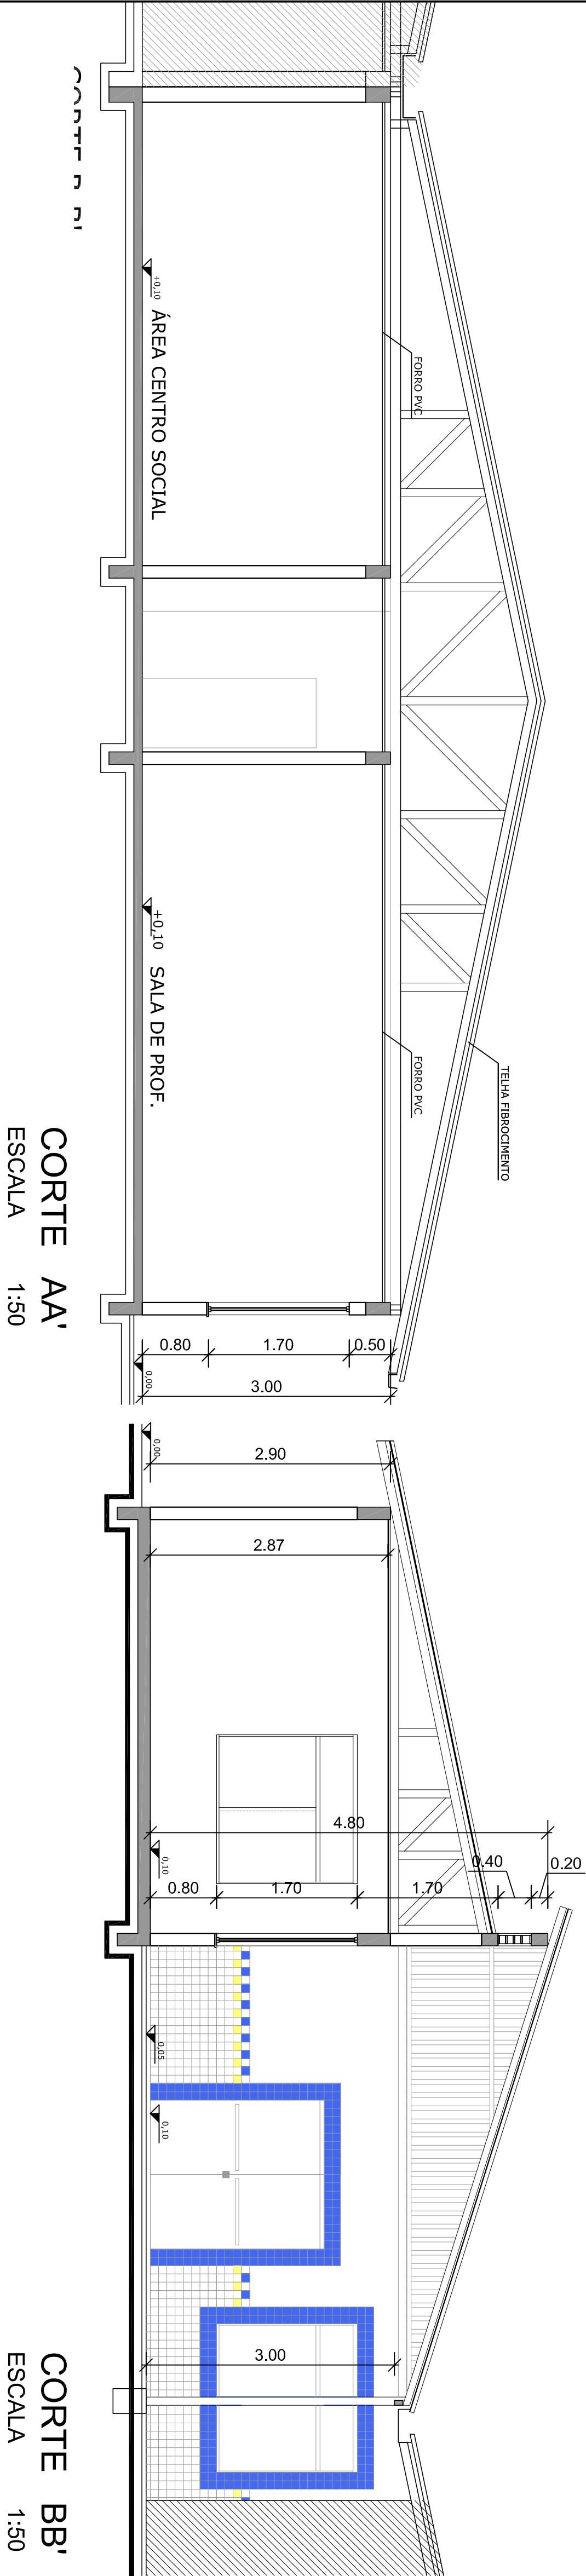 +0,10
ÁREA CENTRO SOCIAL
FORRO PVC
+0,10
SALA DE PROF.
FORRO PVC
TELHA FIBROCIMENTO
CORTE AA'
ESCALA 1:50
0.80 1.70 0.50
3.00
0,00
0,00
2.90
2.87
4.80
0,10
0.80 1.70 1.70 0.40 0.20
0,05
0,10
3.00
CORTE BB'
ESCALA 1:50